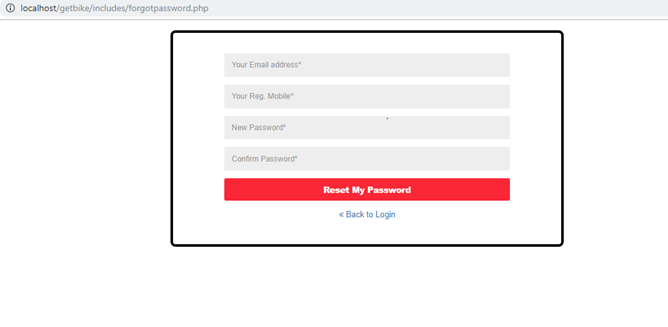 localhost/getbike/includes/forgotpassword.php
Your Email address*
Your Reg. Mobile*
New Password*
Confirm Password*
Reset My Password
« Back to Login